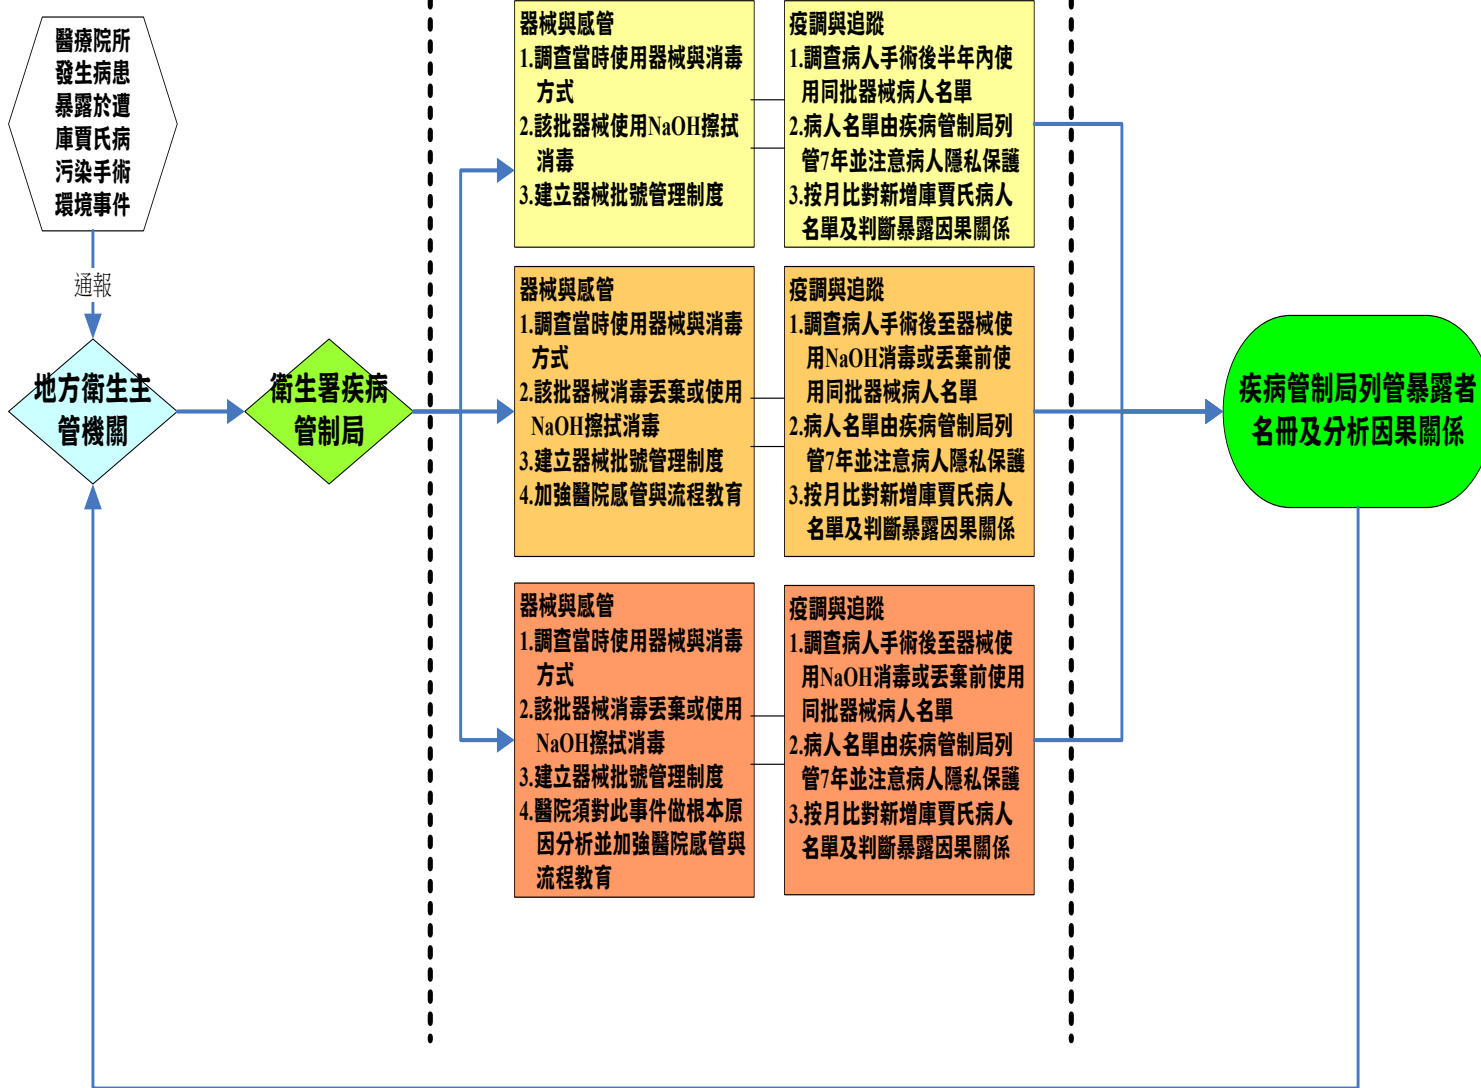 醫療院所
發生病患
暴露於遭
庫賈氏病
污染手術
環境事件
通報
地方衛生主
管機關
衛生署疾病
管制局
器械與感管
1.調查當時使用器械與消毒
方式
2.該批器械使用NaOH擦拭
消毒
3.建立器械批號管理制度
疫調與追蹤
1.調查病人手術後半年內使
用同批器械病人名單
2.病人名單由疾病管制局列
管7年並注意病人隱私保護
3.按月比對新增庫賈氏病人
名單及判斷暴露因果關係
器械與感管
1.調查當時使用器械與消毒
方式
2.該批器械消毒丟棄或使用
NaOH擦拭消毒
3.建立器械批號管理制度
4.加強醫院感管與流程教育
疫調與追蹤
1.調查病人手術後至器械使
用NaOH消毒或丟棄前使
用同批器械病人名單
2.病人名單由疾病管制局列
管7年並注意病人隱私保護
3.按月比對新增庫賈氏病人
名單及判斷暴露因果關係
器械與感管
1.調查當時使用器械與消毒
方式
2.該批器械消毒丟棄或使用
NaOH擦拭消毒
3.建立器械批號管理制度
4.醫院須對此事件做根本原
因分析並加強醫院感管與
流程教育
疫調與追蹤
1.調查病人手術後至器械使
用NaOH消毒或丟棄前使用
同批器械病人名單
2.病人名單由疾病管制局列
管7年並注意病人隱私保護
3.按月比對新增庫賈氏病人
名單及判斷暴露因果關係
疾病管制局列管暴露者
名冊及分析因果關係